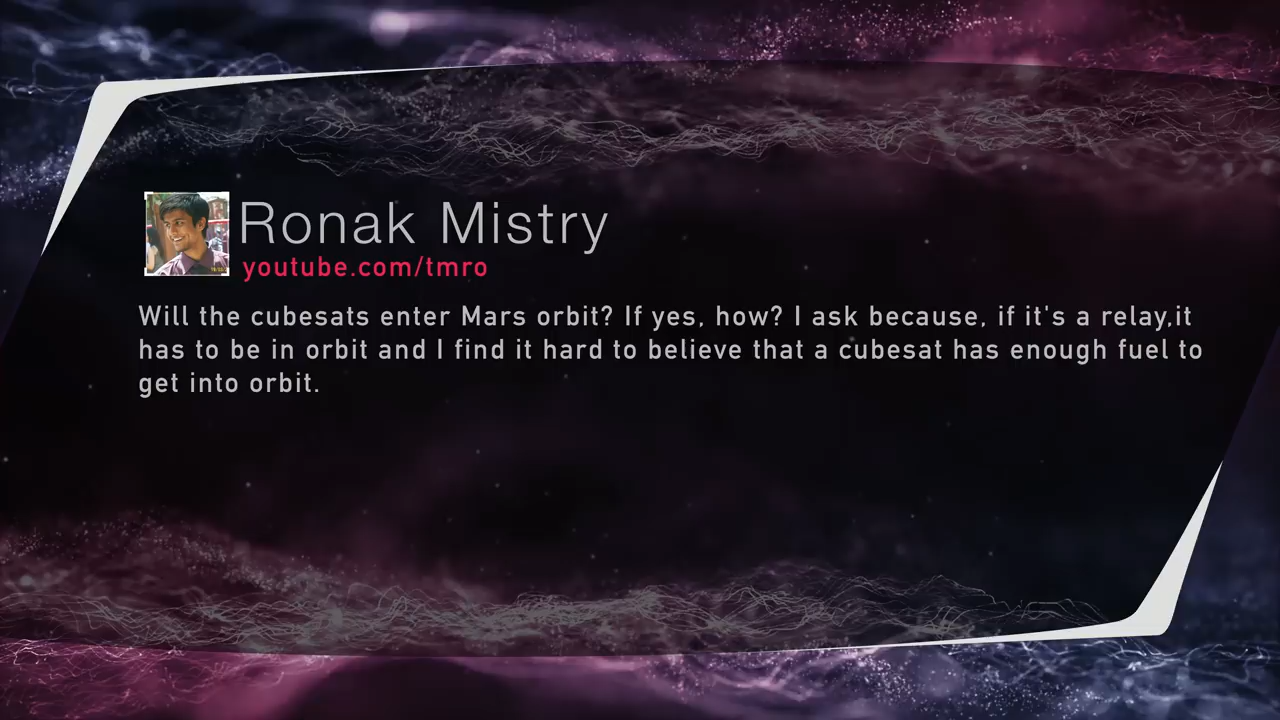 Ronak Mistry
youtube.com/tmro
Will the cubesats enter Mars orbit? If yes, how? I ask because, if it's a relay,it
has to be in orbit and I find it hard to believe that a cubesat has enough fuel to
get into orbit.